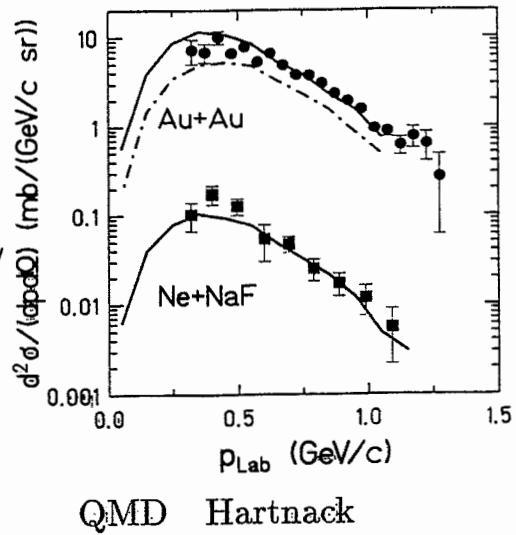 10
1
0.1
0.01
0.001
d²σ/(dpdΩ) (mb/(GeV/c sr))
Au+Au
Ne+NaF
0.0 0.5 1.0 1.5
pLab (GeV/c)
QMD Hartnack